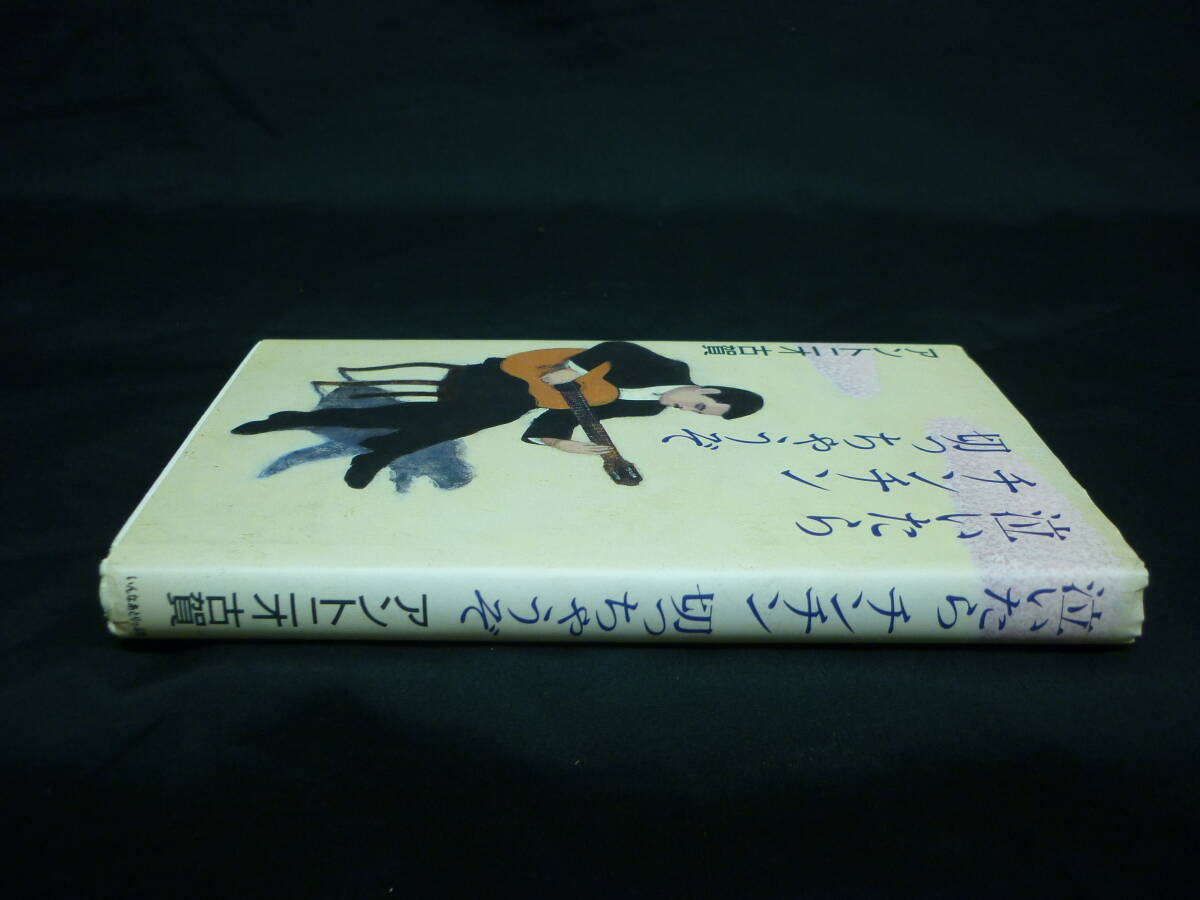 泣いたら
チンチン
切っちゃうぞ
アントニオ古賀
泣いたら チンチン 切っちゃうぞ
アントニオ古賀